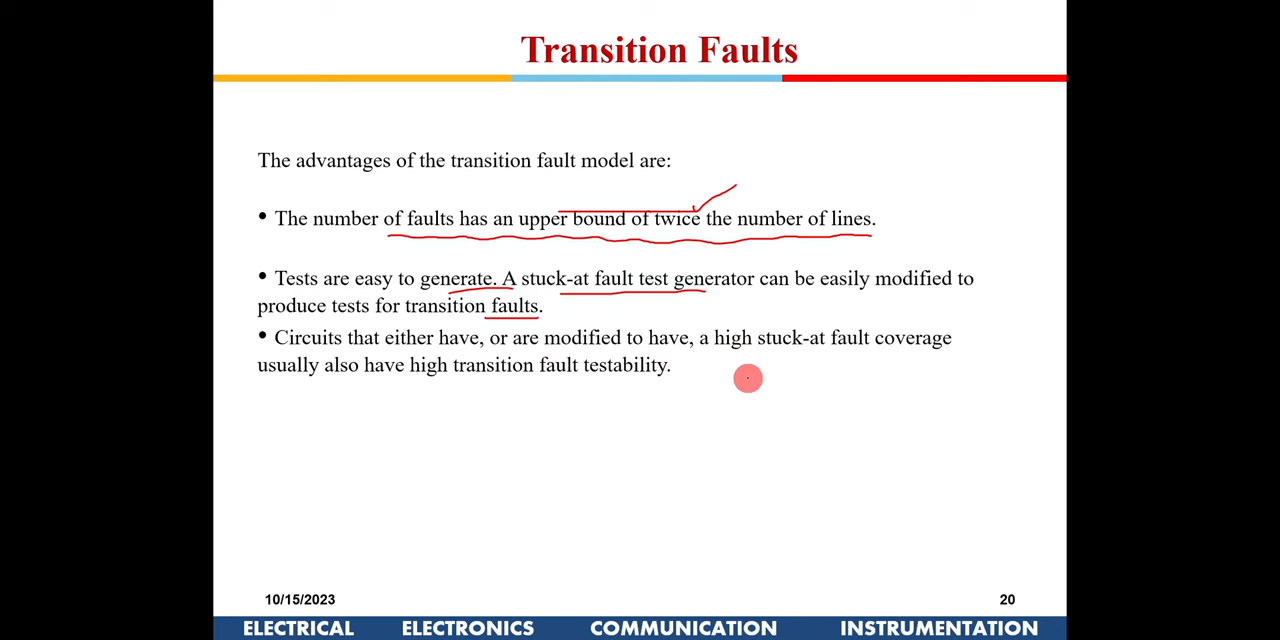 Transition Faults
The advantages of the transition fault model are:
• The number of faults has an upper bound of twice the number of lines.
• Tests are easy to generate. A stuck-at fault test generator can be easily modified to
produce tests for transition faults.
• Circuits that either have, or are modified to have, a high stuck-at fault coverage
usually also have high transition fault testability.
10/15/2023 20
ELECTRICAL ELECTRONICS COMMUNICATION INSTRUMENTATION